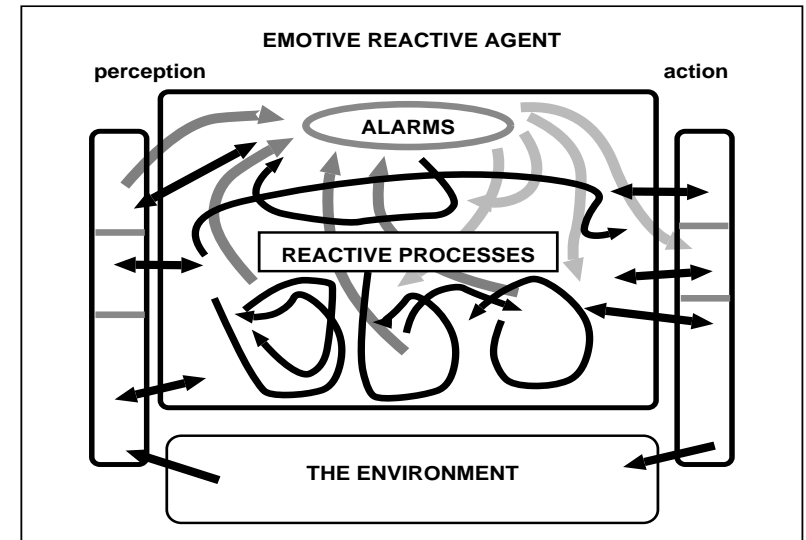 EMOTIVE REACTIVE AGENT
perception
action
ALARMS
REACTIVE PROCESSES
THE ENVIRONMENT